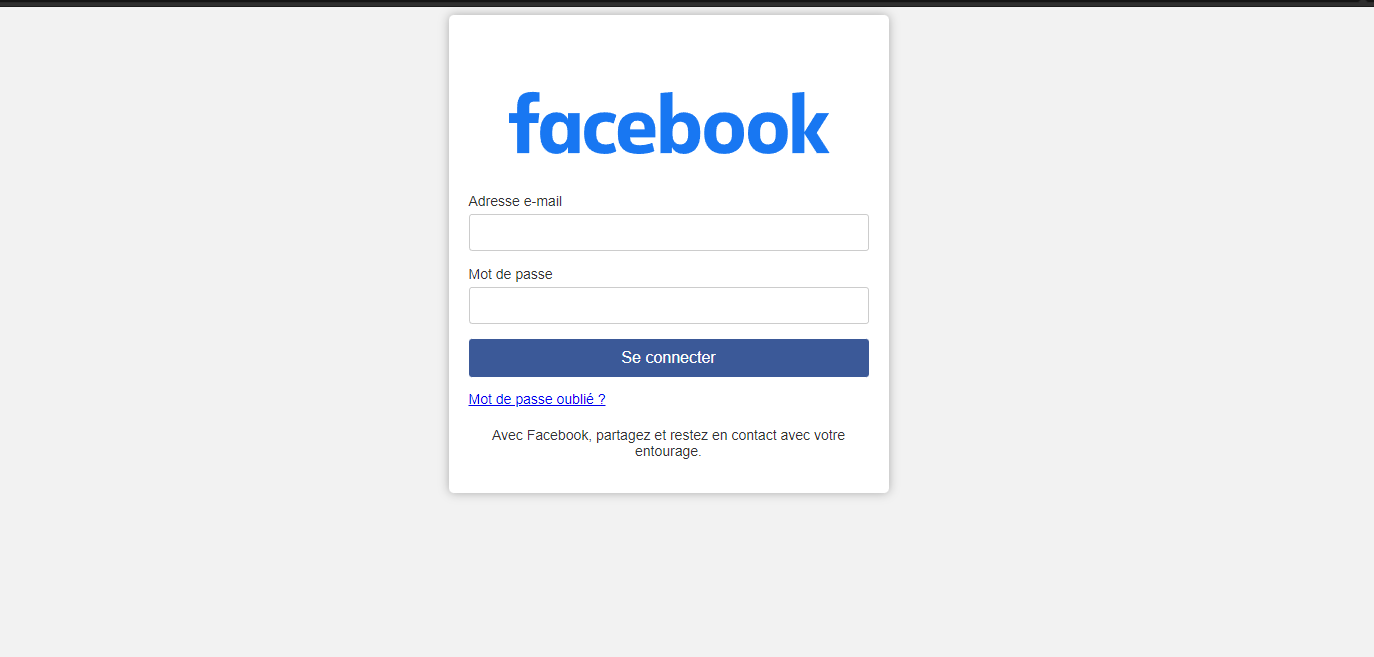 facebook
Adresse e-mail
Mot de passe
Se connecter
Mot de passe oublié ?
Avec Facebook, partagez et restez en contact avec votre
entourage.